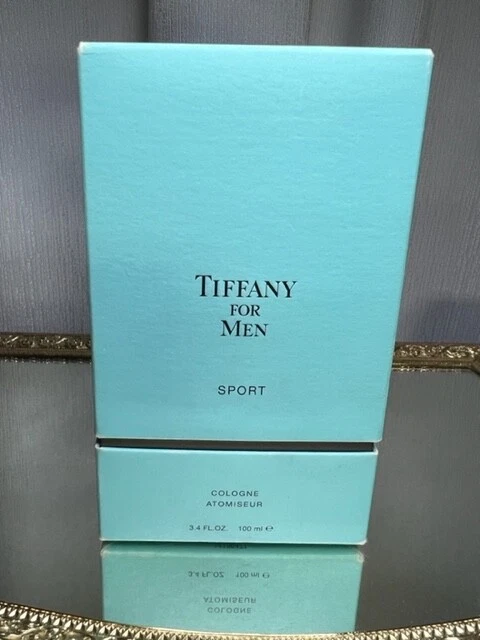 TIFFANY
FOR
MEN
SPORT
COLOGNE
ATOMISEUR
3.4 FL.OZ. 100 ml ℮